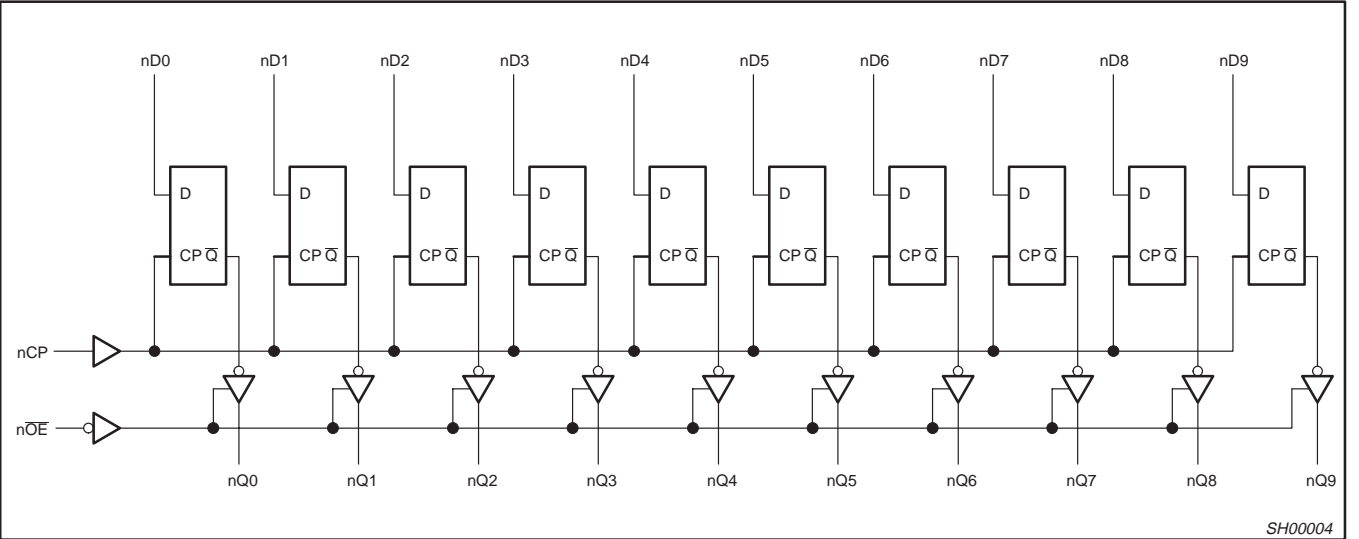 nD0 nD1 nD2 nD3 nD4 nD5 nD6 nD7 nD8 nD9
D D D D D D D D D D
CP Q̅ CP Q̅ CP Q̅ CP Q̅ CP Q̅ CP Q̅ CP Q̅ CP Q̅ CP Q̅ CP Q̅
nCP
nO̅E̅
nQ0 nQ1 nQ2 nQ3 nQ4 nQ5 nQ6 nQ7 nQ8 nQ9
SH00004